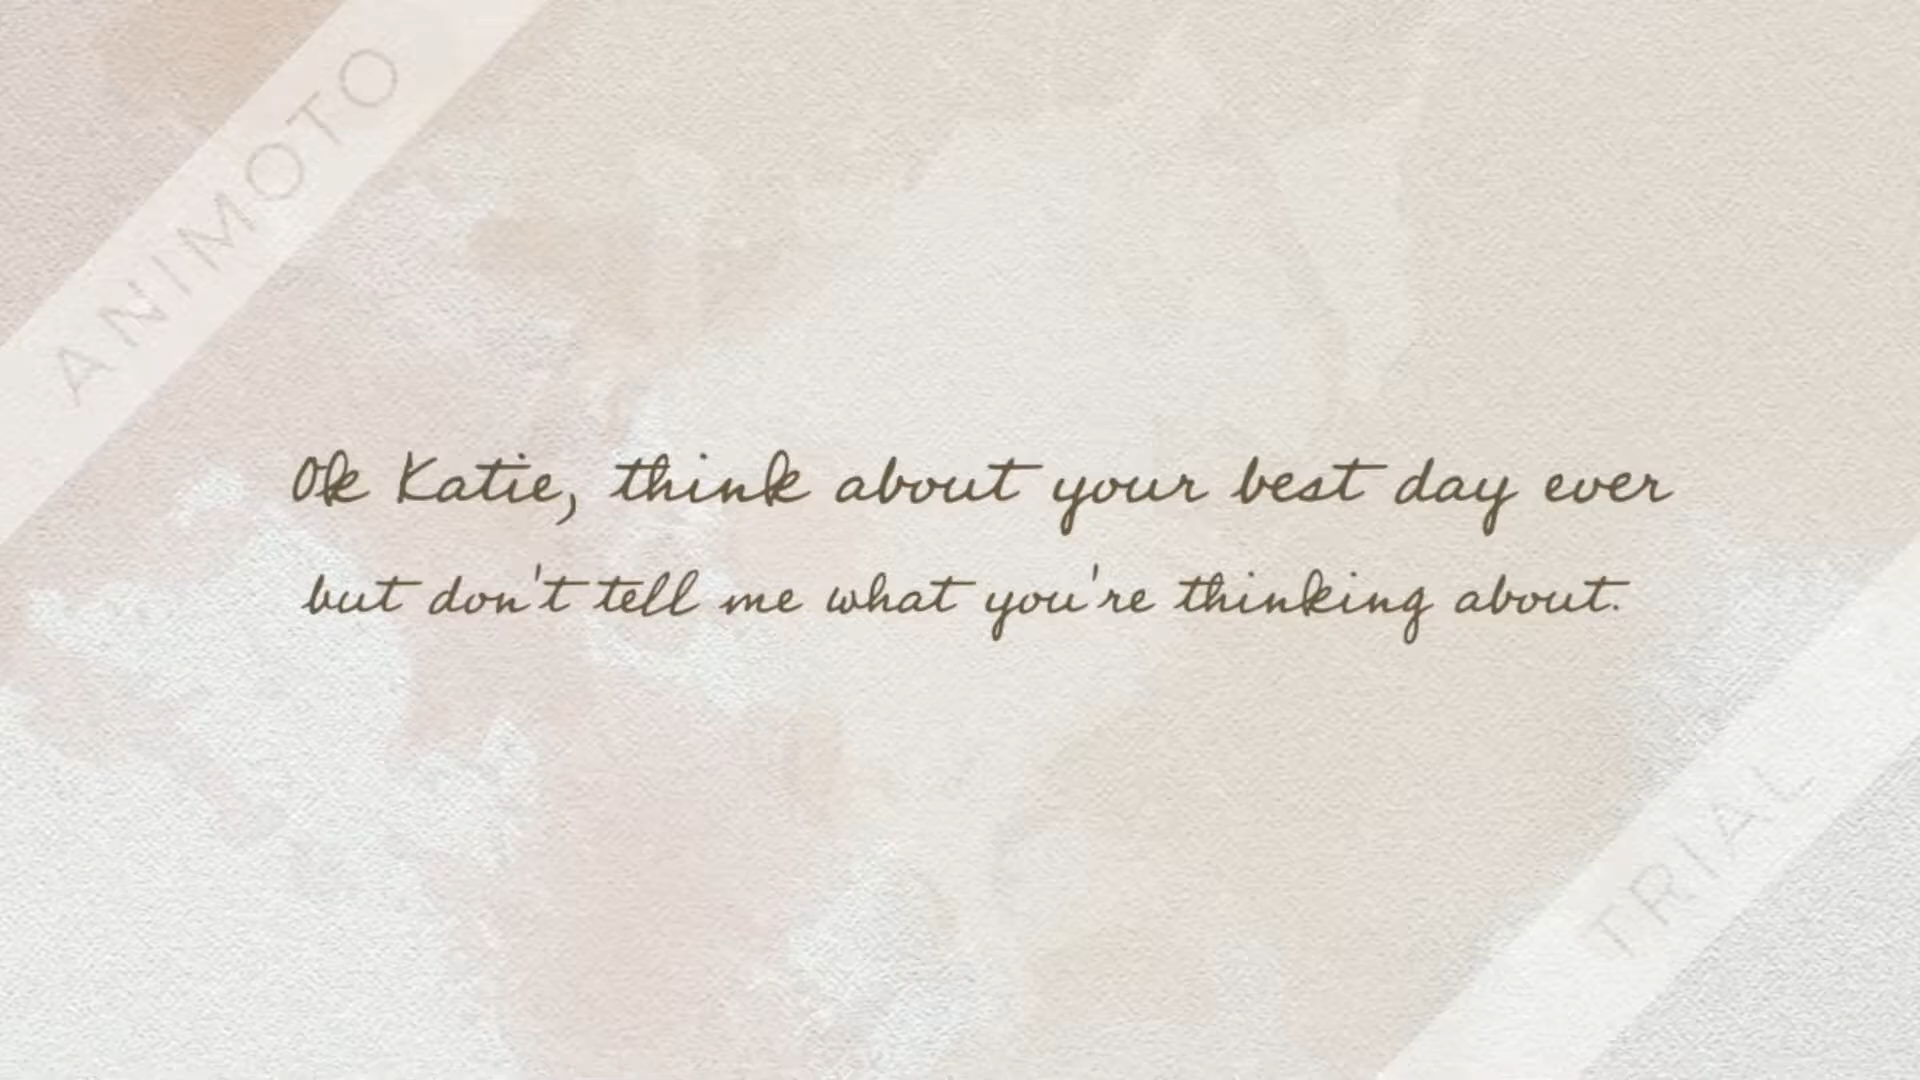 ANIMOTO
Ok Katie, think about your best day ever
but don't tell me what you're thinking about.
TRIAL